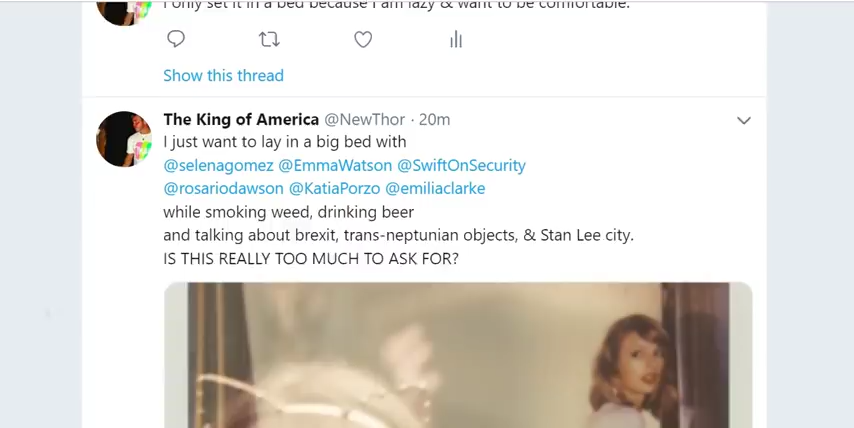 I only set it in a bed because I am lazy & want to be comfortable.
Show this thread
The King of America @NewThor · 20m
I just want to lay in a big bed with
@selenagomez @EmmaWatson @SwiftOnSecurity
@rosariodawson @KatiaPorzo @emiliaclarke
while smoking weed, drinking beer
and talking about brexit, trans-neptunian objects, & Stan Lee city.
IS THIS REALLY TOO MUCH TO ASK FOR?